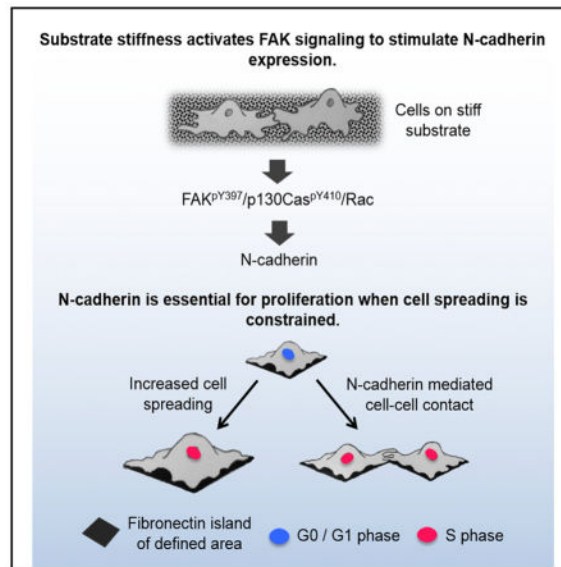 Substrate stiffness activates FAK signaling to stimulate N-cadherin
expression.
Cells on stiff
substrate
FAKpY397/p130CaspY410/Rac
N-cadherin
N-cadherin is essential for proliferation when cell spreading is
constrained.
Increased cell
spreading
N-cadherin mediated
cell-cell contact
Fibronectin island
of defined area
G0 / G1 phase
S phase